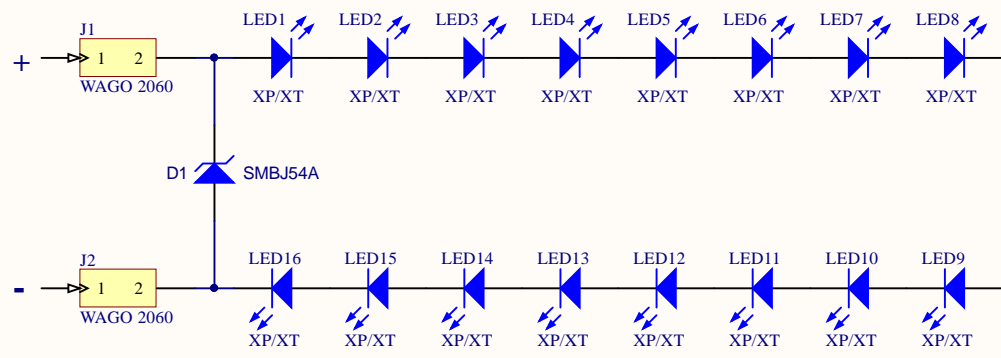 LED1 LED2 LED3 LED4 LED5 LED6 LED7 LED8
J1
+ 1 2
WAGO 2060
XP/XT XP/XT XP/XT XP/XT XP/XT XP/XT XP/XT XP/XT
D1 SMBJ54A
J2
LED16 LED15 LED14 LED13 LED12 LED11 LED10 LED9
- 1 2
WAGO 2060
XP/XT XP/XT XP/XT XP/XT XP/XT XP/XT XP/XT XP/XT